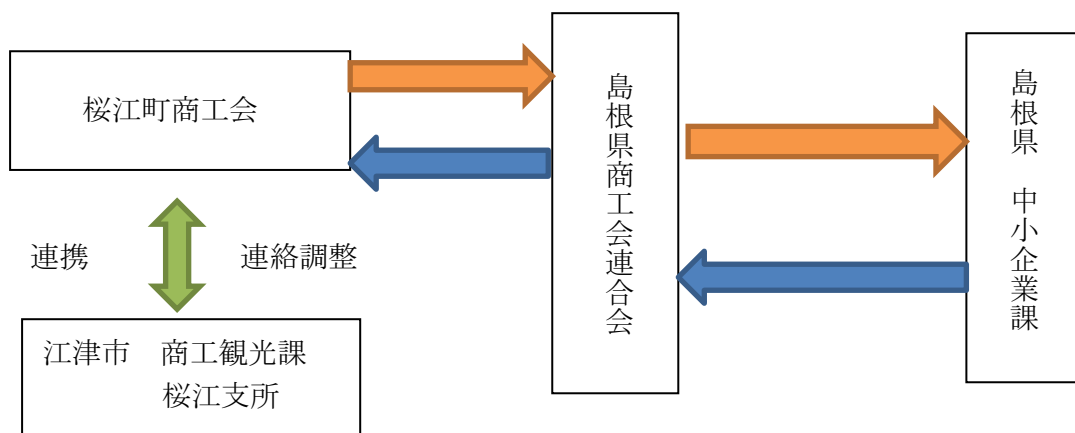 桜江町商工会
島根県商工会連合会
島根県　中小企業課
連携
連絡調整
江津市　商工観光課
桜江支所